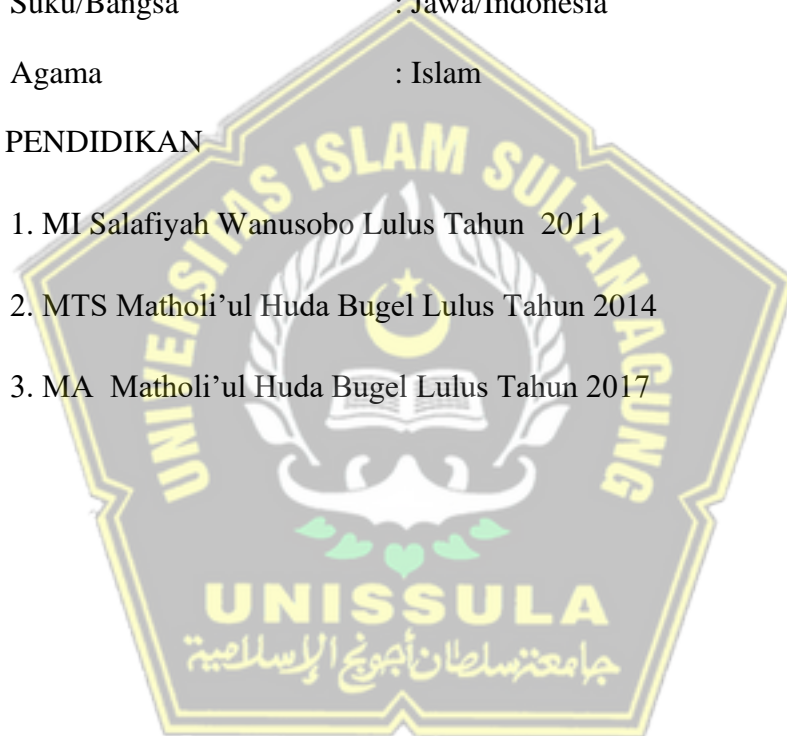 Suku/Bangsa : Jawa/Indonesia
Agama : Islam
PENDIDIKAN
1. MI Salafiyah Wanusobo Lulus Tahun  2011
2. MTS Matholi’ul Huda Bugel Lulus Tahun 2014
3. MA  Matholi’ul Huda Bugel Lulus Tahun 2017
UNIVERSITAS ISLAM SULTAN AGUNG
UNISSULA
جامعة سلطان أجونج الإسلامية